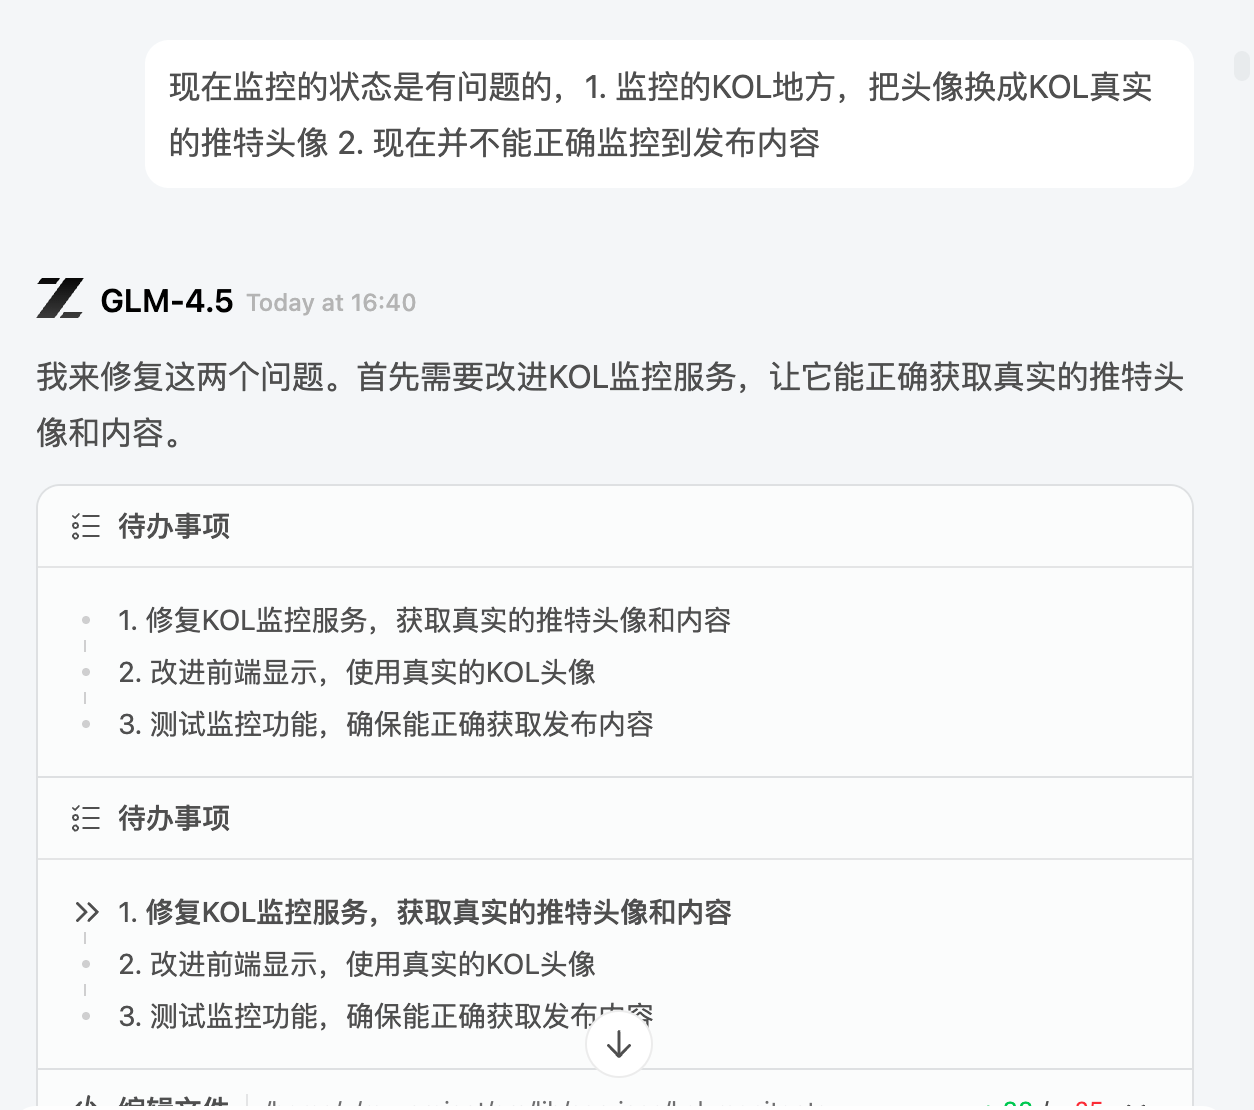 现在监控的状态是有问题的，1. 监控的KOL地方，把头像换成KOL真实
的推特头像 2. 现在并不能正确监控到发布内容
GLM-4.5 Today at 16:40
我来修复这两个问题。首先需要改进KOL监控服务，让它能正确获取真实的推特头
像和内容。
待办事项
1. 修复KOL监控服务，获取真实的推特头像和内容
2. 改进前端显示，使用真实的KOL头像
3. 测试监控功能，确保能正确获取发布内容
待办事项
1. 修复KOL监控服务，获取真实的推特头像和内容
2. 改进前端显示，使用真实的KOL头像
3. 测试监控功能，确保能正确获取发布内容
编辑文件